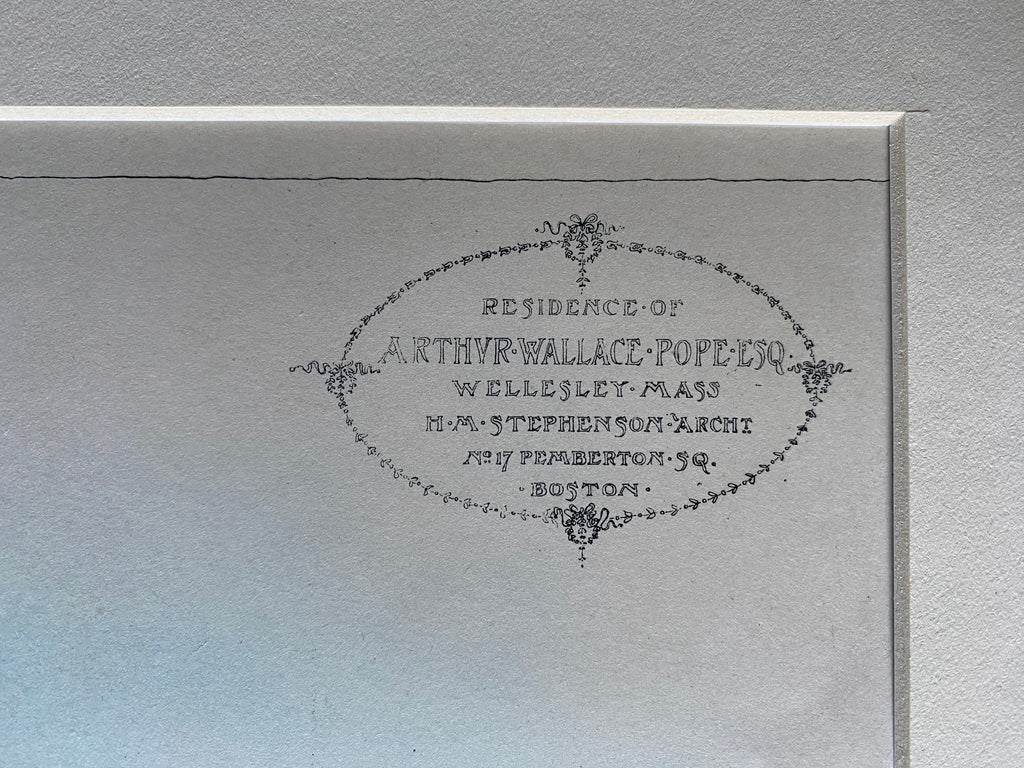 RESIDENCE·OF
ARTHVR·WALLACE·POPE·ESQ.
WELLESLEY·MASS
H·M·STEPHENSON·ARCHT.
No 17 PEMBERTON·SQ.
·BOSTON·